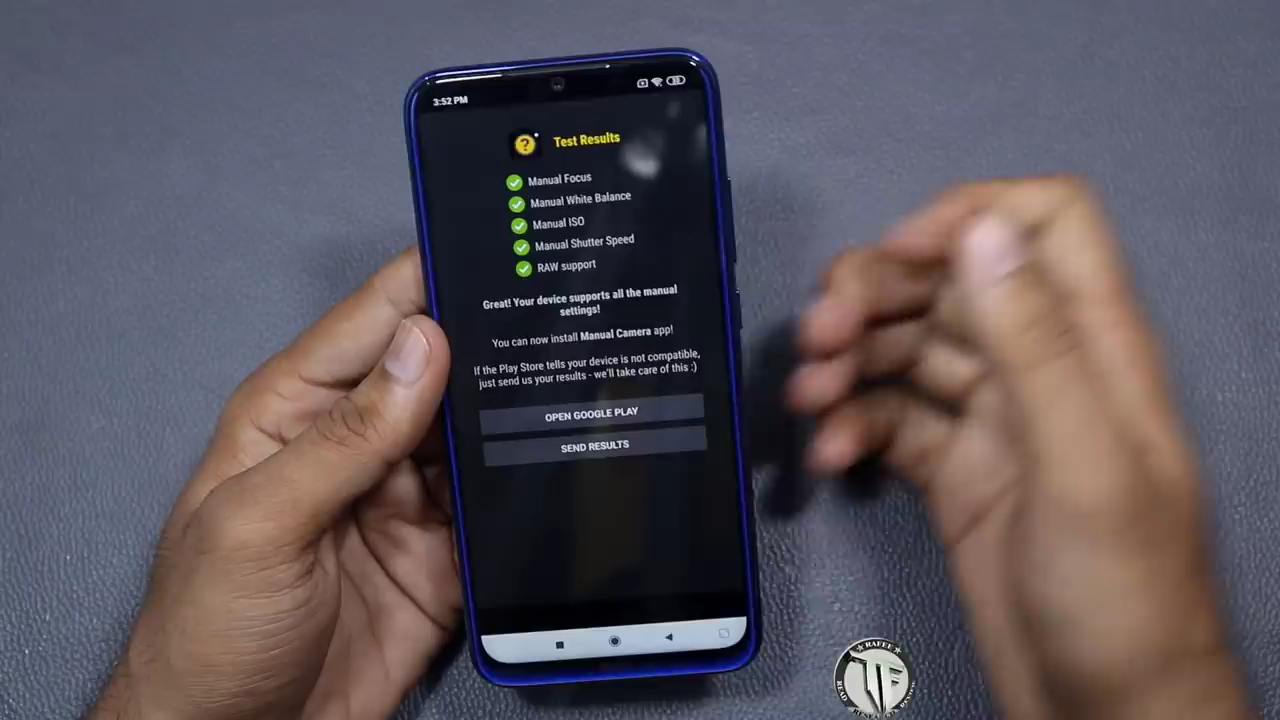 3:52 PM
Test Results
Manual Focus
Manual White Balance
Manual ISO
Manual Shutter Speed
RAW support
Great! Your device supports all the manual
settings!
You can now install Manual Camera app!
If the Play Store tells your device is not compatible,
just send us your results - we'll take care of this :)
OPEN GOOGLE PLAY
SEND RESULTS
RAFEE
TF
READ